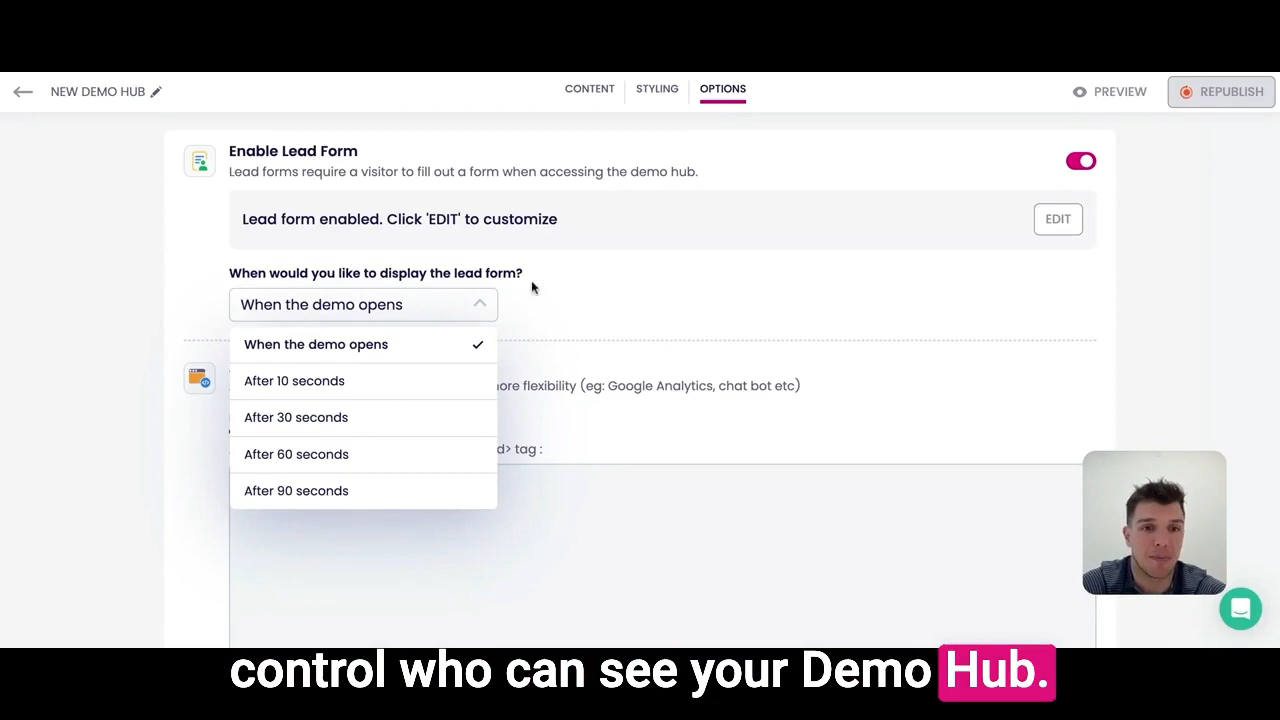 NEW DEMO HUB
CONTENT
STYLING
OPTIONS
PREVIEW
REPUBLISH
Enable Lead Form
Lead forms require a visitor to fill out a form when accessing the demo hub.
Lead form enabled. Click 'EDIT' to customize
EDIT
When would you like to display the lead form?
When the demo opens
When the demo opens
After 10 seconds
more flexibility (eg: Google Analytics, chat bot etc)
After 30 seconds
d> tag :
After 60 seconds
After 90 seconds
control who can see your Demo Hub.